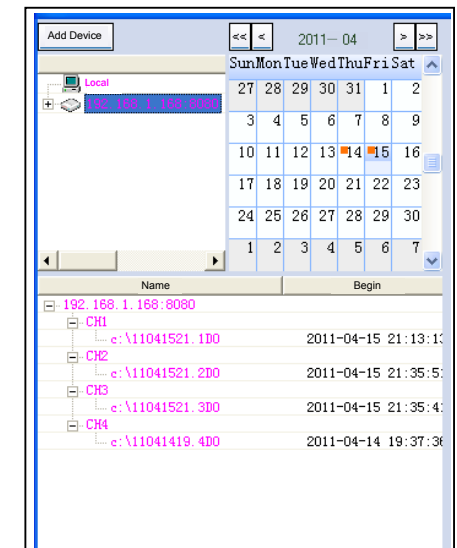 Add Device
<< < 2011— 04 > >>
Sun Mon Tue Wed Thu Fri Sat
Local
27 28 29 30 31 1 2
192.168.1.168:8080
3 4 5 6 7 8 9
10 11 12 13 14 15 16
17 18 19 20 21 22 23
24 25 26 27 28 29 30
1 2 3 4 5 6 7
Name Begin
192.168.1.168:8080
CH1
c:\11041521.1D0 2011-04-15 21:13:1
CH2
c:\11041521.2D0 2011-04-15 21:35:5
CH3
c:\11041521.3D0 2011-04-15 21:35:4
CH4
c:\11041419.4D0 2011-04-14 19:37:3